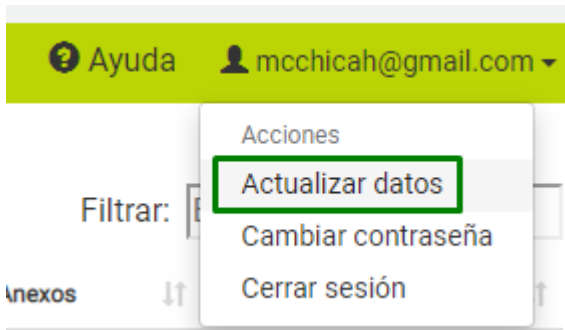 Ayuda mcchicah@gmail.com
Acciones
Actualizar datos
Filtrar:
Cambiar contraseña
Anexos
Cerrar sesión